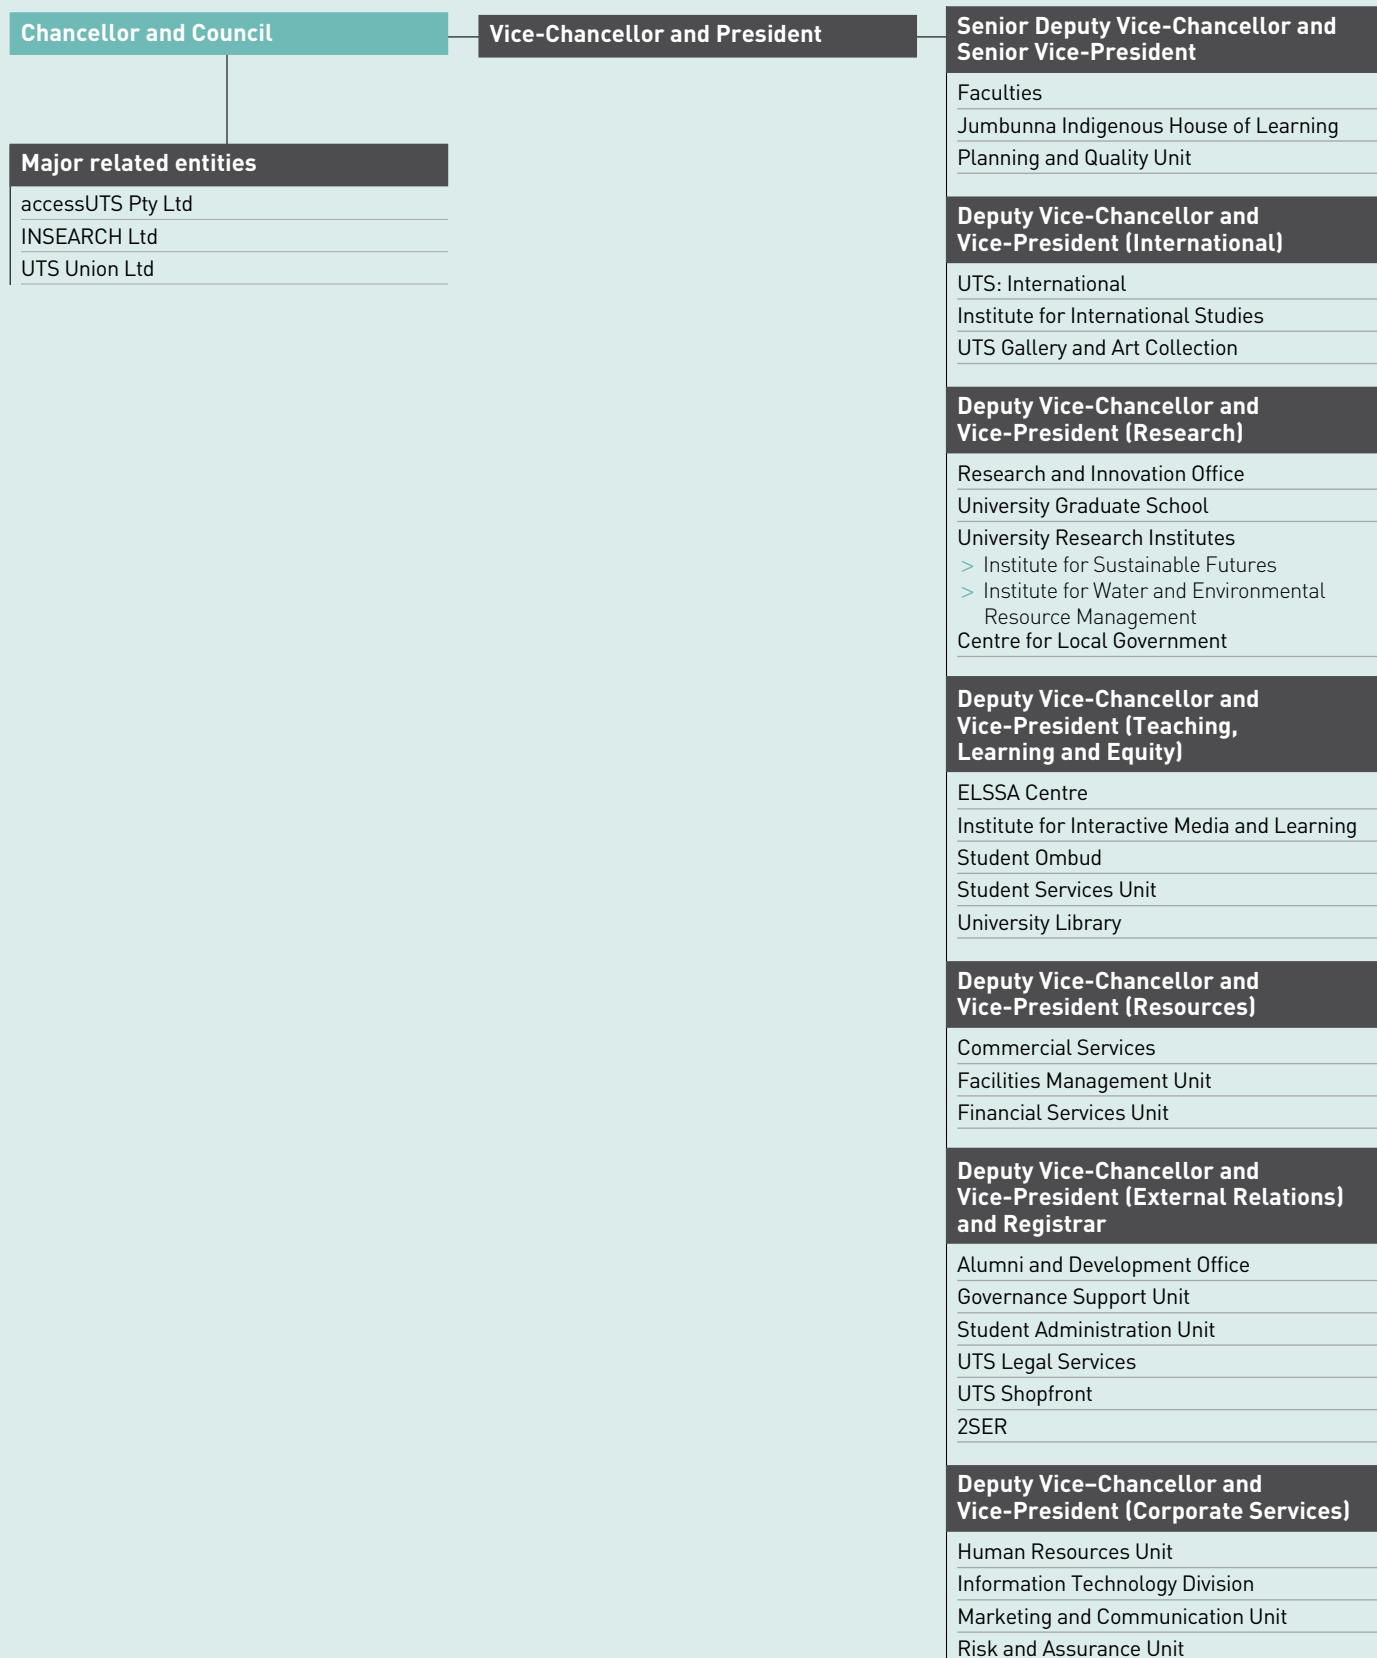 Chancellor and Council
Major related entities
accessUTS Pty Ltd
INSEARCH Ltd
UTS Union Ltd
Vice-Chancellor and President
Senior Deputy Vice-Chancellor and
Senior Vice-President
Faculties
Jumbunna Indigenous House of Learning
Planning and Quality Unit
Deputy Vice-Chancellor and
Vice-President (International)
UTS: International
Institute for International Studies
UTS Gallery and Art Collection
Deputy Vice-Chancellor and
Vice-President (Research)
Research and Innovation Office
University Graduate School
University Research Institutes
> Institute for Sustainable Futures
> Institute for Water and Environmental
Resource Management
Centre for Local Government
Deputy Vice-Chancellor and
Vice-President (Teaching,
Learning and Equity)
ELSSA Centre
Institute for Interactive Media and Learning
Student Ombud
Student Services Unit
University Library
Deputy Vice-Chancellor and
Vice-President (Resources)
Commercial Services
Facilities Management Unit
Financial Services Unit
Deputy Vice-Chancellor and
Vice-President (External Relations)
and Registrar
Alumni and Development Office
Governance Support Unit
Student Administration Unit
UTS Legal Services
UTS Shopfront
2SER
Deputy Vice–Chancellor and
Vice-President (Corporate Services)
Human Resources Unit
Information Technology Division
Marketing and Communication Unit
Risk and Assurance Unit